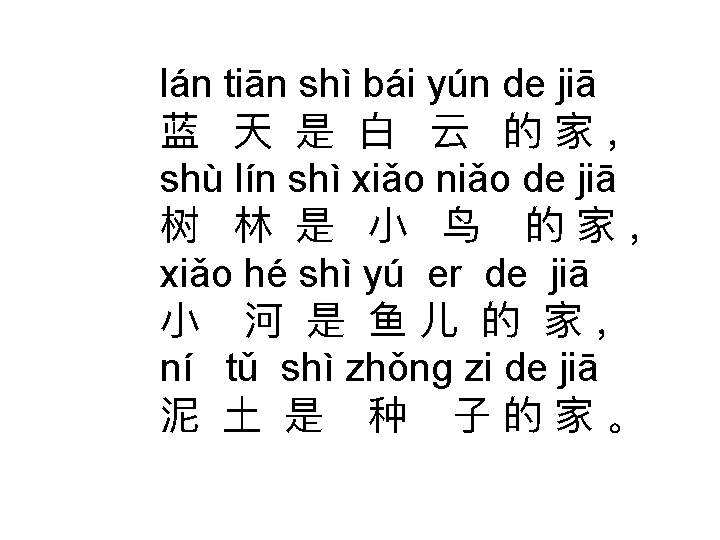 lán tiān shì bái yún de jiā
蓝 天 是 白 云 的 家 ，
shù lín shì xiǎo niǎo de jiā
树 林 是 小 鸟 的 家 ，
xiǎo hé shì yú er de jiā
小 河 是 鱼 儿 的 家 ，
ní tǔ shì zhǒng zi de jiā
泥 土 是 种 子 的 家 。